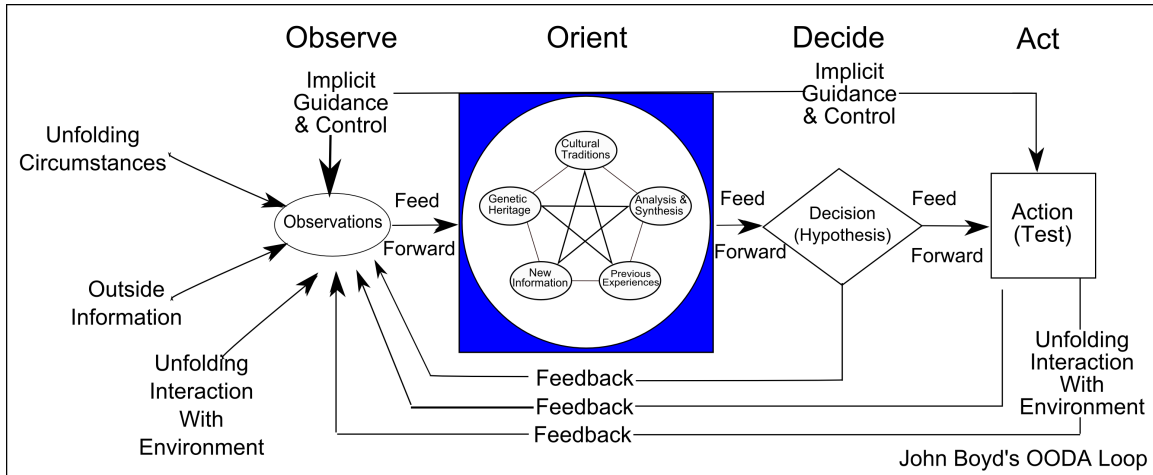 Observe
Orient
Decide
Act
Implicit
Guidance
& Control
Implicit
Guidance
& Control
Unfolding
Circumstances
Observations
Feed
Forward
Cultural
Traditions
Genetic
Heritage
Analysis &
Synthesis
New
Information
Previous
Experiences
Feed
Forward
Decision
(Hypothesis)
Feed
Forward
Action
(Test)
Outside
Information
Unfolding
Interaction
With
Environment
Feedback
Feedback
Feedback
Unfolding
Interaction
With
Environment
John Boyd's OODA Loop